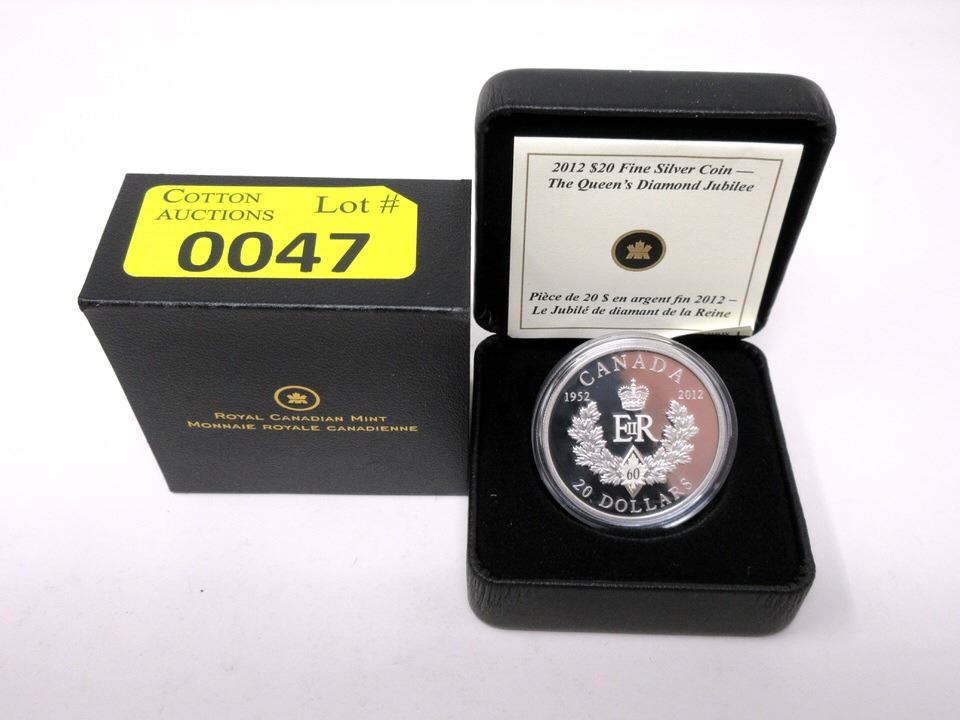 COTTON AUCTIONS
Lot #
0047
ROYAL CANADIAN MINT
MONNAIE ROYALE CANADIENNE
2012 $20 Fine Silver Coin —
The Queen's Diamond Jubilee
Pièce de 20 $ en argent fin 2012 –
Le Jubilé de diamant de la Reine
CANADA
1952
2012
EIIR
60
20 DOLLARS